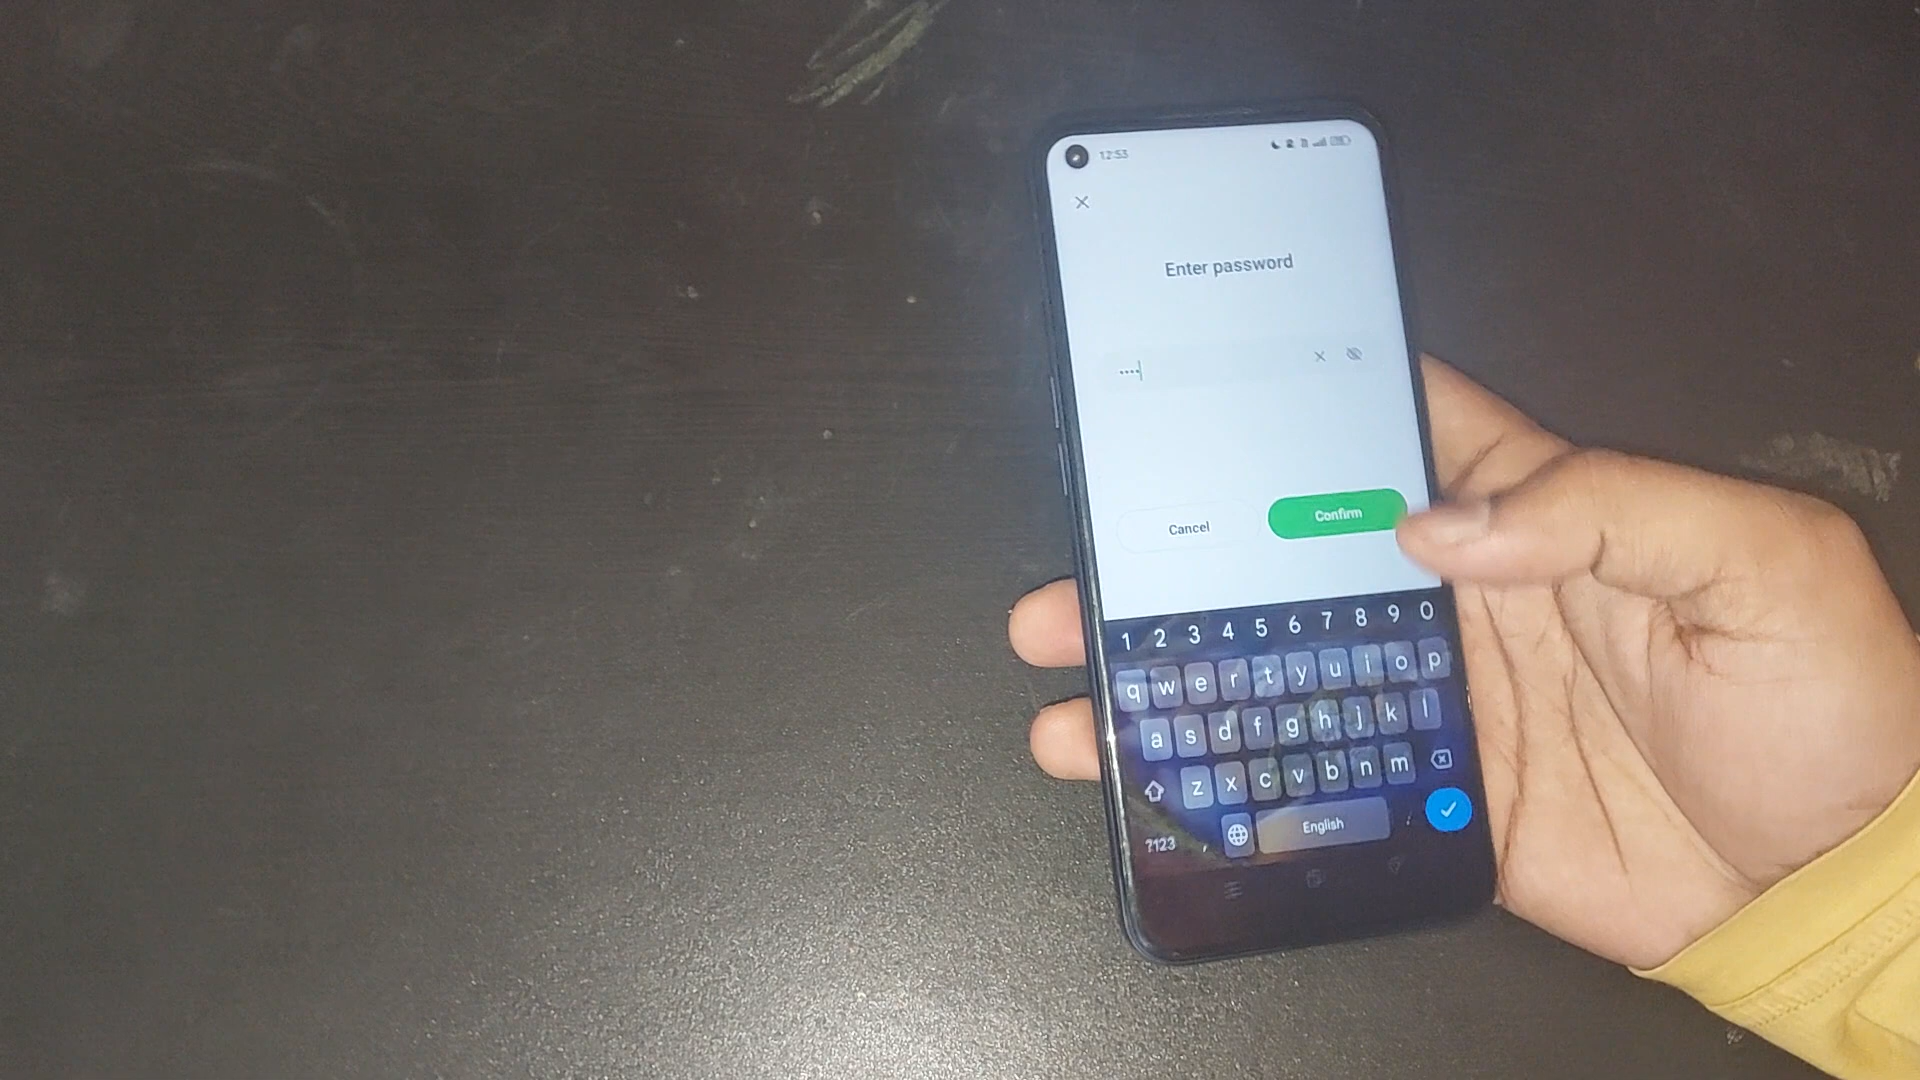 12:53
Enter password
••••
Cancel Confirm
1 2 3 4 5 6 7 8 9 0
q w e r t y u i o p
a s d f g h j k l
z x c v b n m
?123 , English